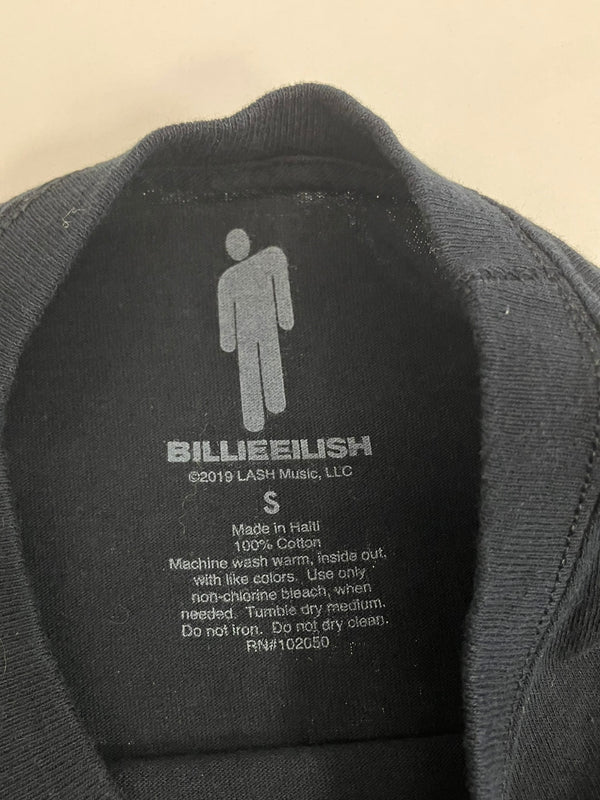 BILLIEEILISH
©2019 LASH Music, LLC
S
Made in Haiti
100% Cotton
Machine wash warm, inside out,
with like colors. Use only
non-chlorine bleach, when
needed. Tumble dry medium.
Do not iron. Do not dry clean.
RN#102050